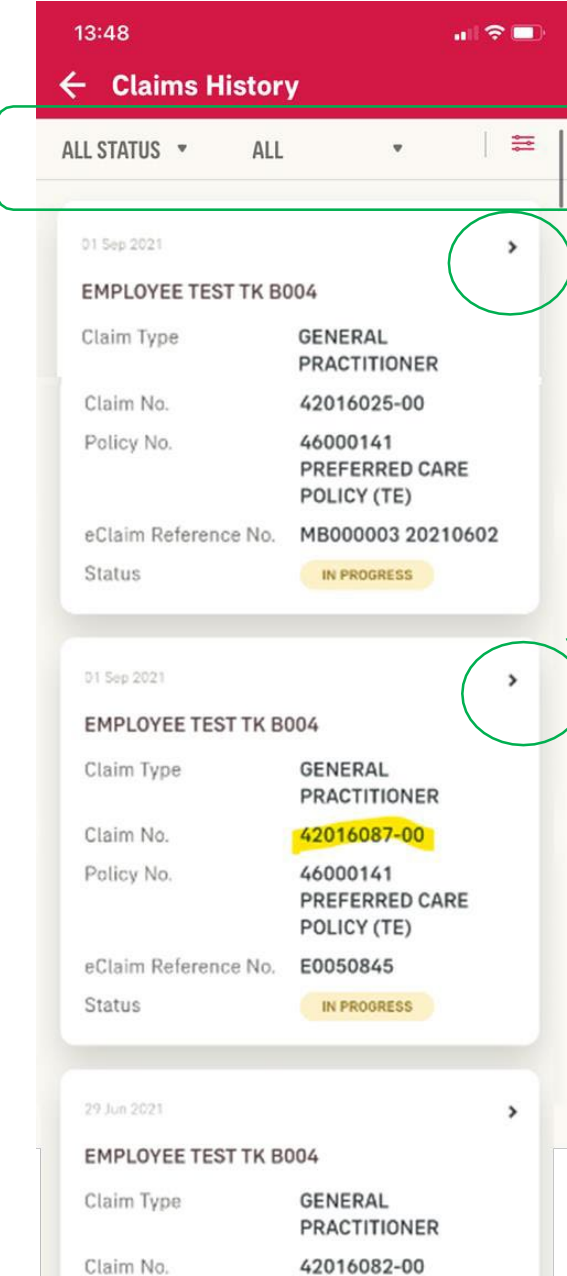 13:48
Claims History
ALL STATUS ALL
01 Sep 2021
EMPLOYEE TEST TK B004
Claim Type GENERAL
PRACTITIONER
Claim No. 42016025-00
Policy No. 46000141
PREFERRED CARE
POLICY (TE)
eClaim Reference No. MB000003 20210602
Status IN PROGRESS
01 Sep 2021
EMPLOYEE TEST TK B004
Claim Type GENERAL
PRACTITIONER
Claim No. 42016087-00
Policy No. 46000141
PREFERRED CARE
POLICY (TE)
eClaim Reference No. E0050845
Status IN PROGRESS
29 Jun 2021
EMPLOYEE TEST TK B004
Claim Type GENERAL
PRACTITIONER
Claim No. 42016082-00